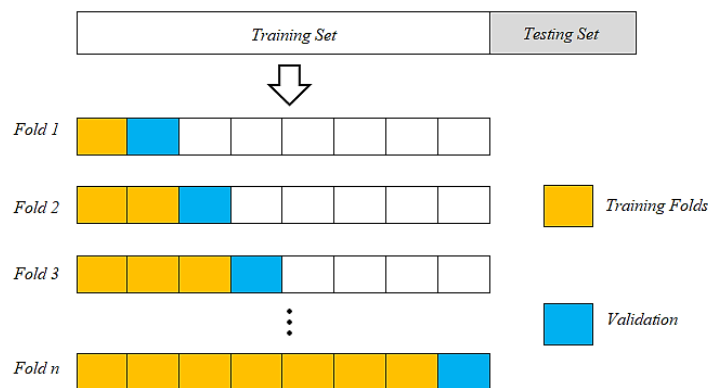 Training Set
Testing Set
Fold 1
Fold 2
Training Folds
Fold 3
Validation
Fold n